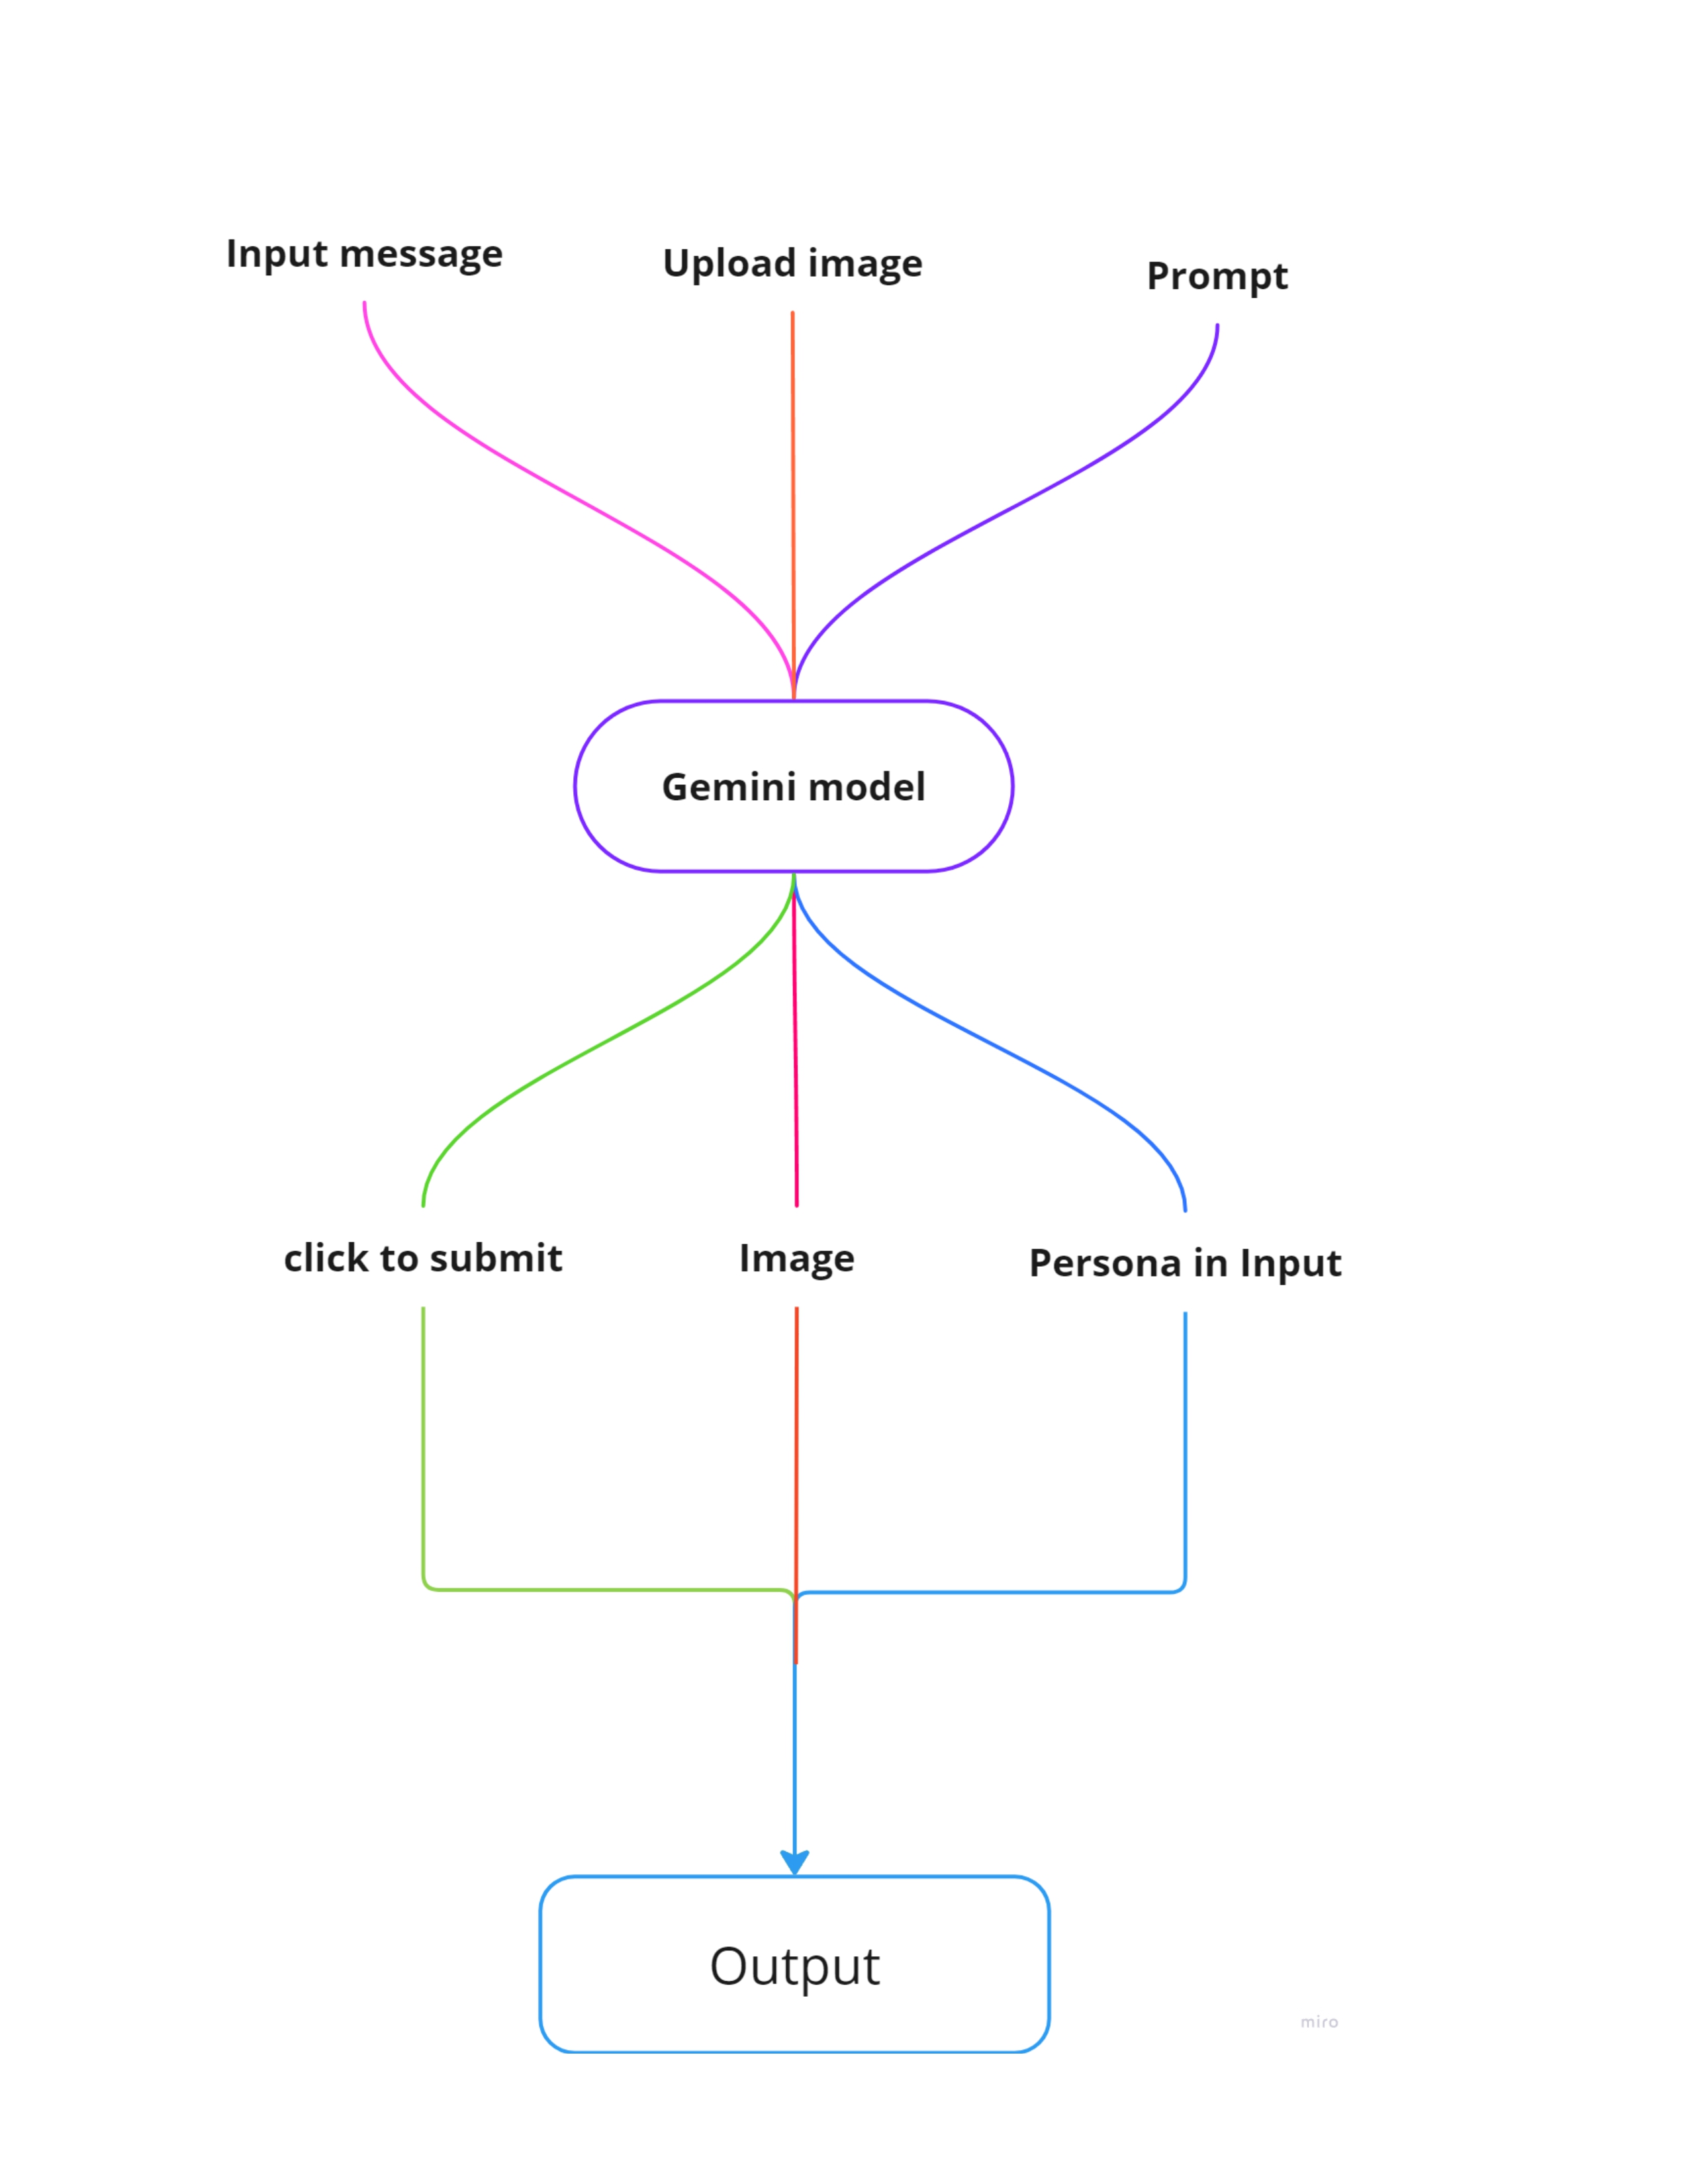 Input message
Upload image
Prompt
Gemini model
click to submit
Image
Persona in Input
Output
miro